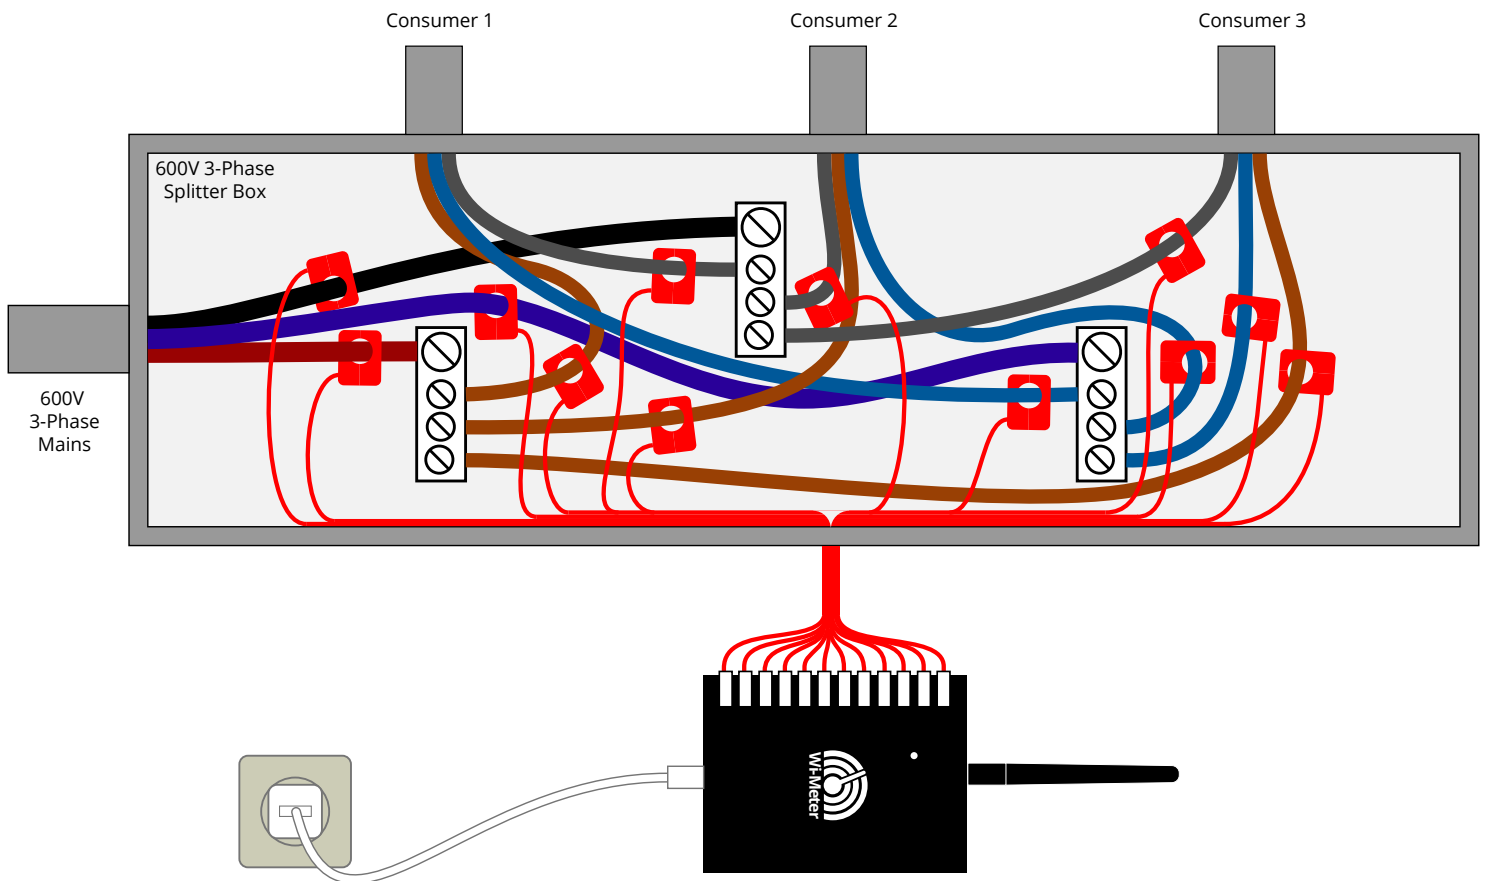 Consumer 1
Consumer 2
Consumer 3
600V 3-Phase
Splitter Box
600V
3-Phase
Mains
Wi-Meter